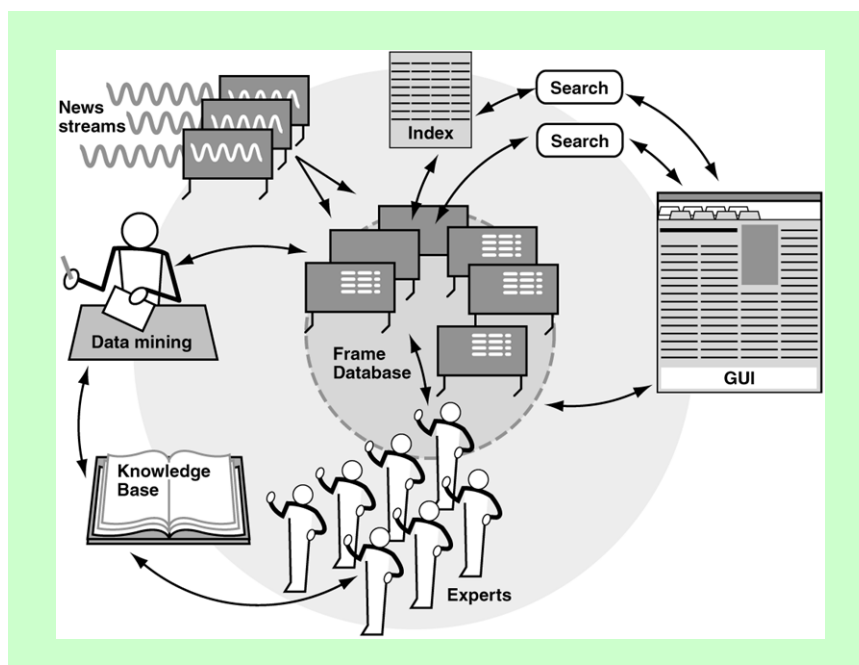 News
streams
Index
Search
Search
Data mining
Frame
Database
GUI
Knowledge
Base
Experts